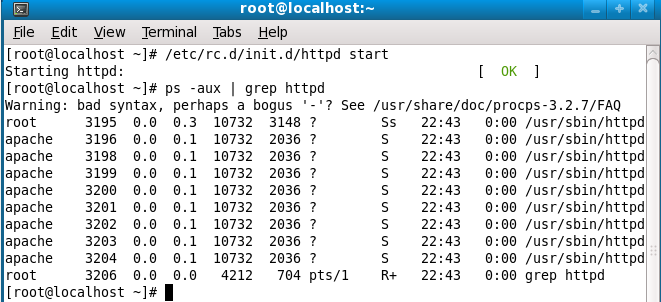 root@localhost:~
File Edit View Terminal Tabs Help
[root@localhost ~]# /etc/rc.d/init.d/httpd start
Starting httpd:                                            [  OK  ]
[root@localhost ~]# ps -aux | grep httpd
Warning: bad syntax, perhaps a bogus '-'? See /usr/share/doc/procps-3.2.7/FAQ
root      3195  0.0  0.3  10732  3148 ?        Ss   22:43   0:00 /usr/sbin/httpd
apache    3196  0.0  0.1  10732  2036 ?        S    22:43   0:00 /usr/sbin/httpd
apache    3198  0.0  0.1  10732  2036 ?        S    22:43   0:00 /usr/sbin/httpd
apache    3199  0.0  0.1  10732  2036 ?        S    22:43   0:00 /usr/sbin/httpd
apache    3200  0.0  0.1  10732  2036 ?        S    22:43   0:00 /usr/sbin/httpd
apache    3201  0.0  0.1  10732  2036 ?        S    22:43   0:00 /usr/sbin/httpd
apache    3202  0.0  0.1  10732  2036 ?        S    22:43   0:00 /usr/sbin/httpd
apache    3203  0.0  0.1  10732  2036 ?        S    22:43   0:00 /usr/sbin/httpd
apache    3204  0.0  0.1  10732  2036 ?        S    22:43   0:00 /usr/sbin/httpd
root      3206  0.0  0.0   4212   704 pts/1    R+   22:43   0:00 grep httpd
[root@localhost ~]#